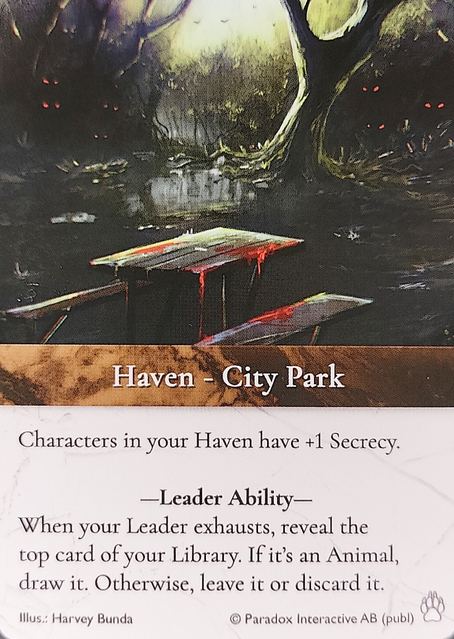 Haven - City Park
Characters in your Haven have +1 Secrecy.
—Leader Ability—
When your Leader exhausts, reveal the
top card of your Library. If it's an Animal,
draw it. Otherwise, leave it or discard it.
Illus.: Harvey Bunda
© Paradox Interactive AB (publ)